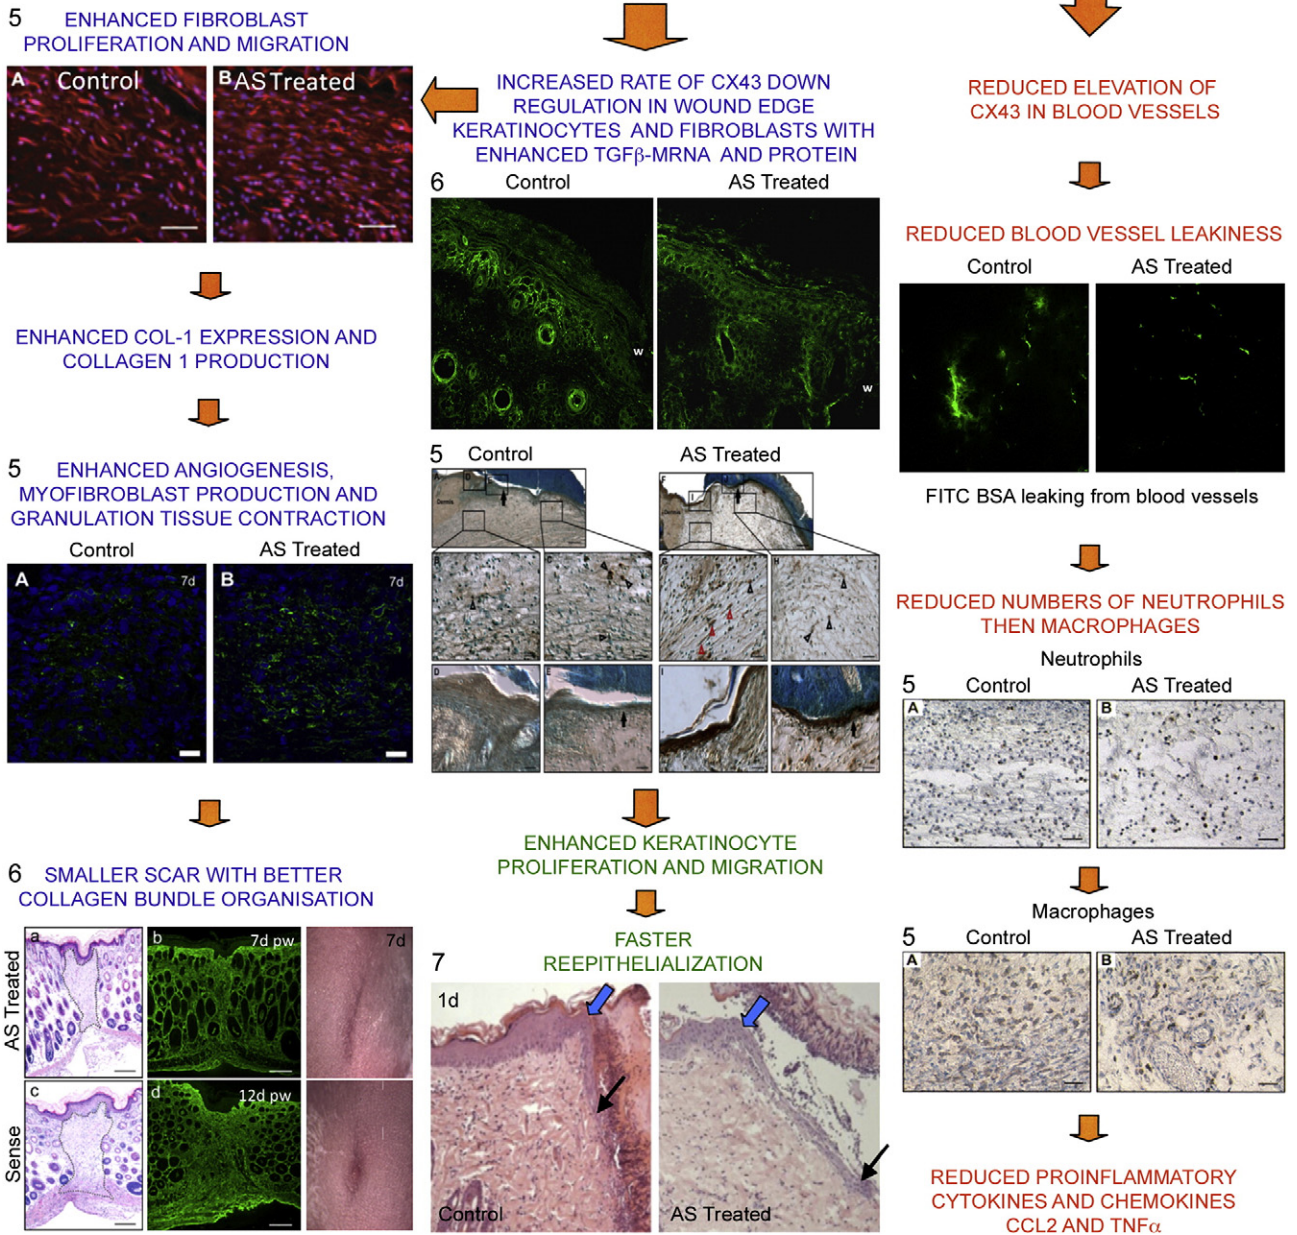 5 ENHANCED FIBROBLAST
PROLIFERATION AND MIGRATION
A Control
B AS Treated
ENHANCED COL-1 EXPRESSION AND
COLLAGEN 1 PRODUCTION
5 ENHANCED ANGIOGENESIS,
MYOFIBROBLAST PRODUCTION AND
GRANULATION TISSUE CONTRACTION
Control AS Treated
A 7d
B 7d
6 SMALLER SCAR WITH BETTER
COLLAGEN BUNDLE ORGANISATION
AS Treated
a
b 7d pw
7d
Sense
c
d 12d pw
INCREASED RATE OF CX43 DOWN
REGULATION IN WOUND EDGE
KERATINOCYTES AND FIBROBLASTS WITH
ENHANCED TGFβ-MRNA AND PROTEIN
6 Control AS Treated
w
w
5 Control AS Treated
A
Dermis
F
G H
D E I
ENHANCED KERATINOCYTE
PROLIFERATION AND MIGRATION
FASTER
REEPITHELIALIZATION
7
1d
Control
AS Treated
REDUCED ELEVATION OF
CX43 IN BLOOD VESSELS
REDUCED BLOOD VESSEL LEAKINESS
Control AS Treated
FITC BSA leaking from blood vessels
REDUCED NUMBERS OF NEUTROPHILS
THEN MACROPHAGES
Neutrophils
5 Control AS Treated
A B
Macrophages
5 Control AS Treated
A B
REDUCED PROINFLAMMATORY
CYTOKINES AND CHEMOKINES
CCL2 AND TNFα